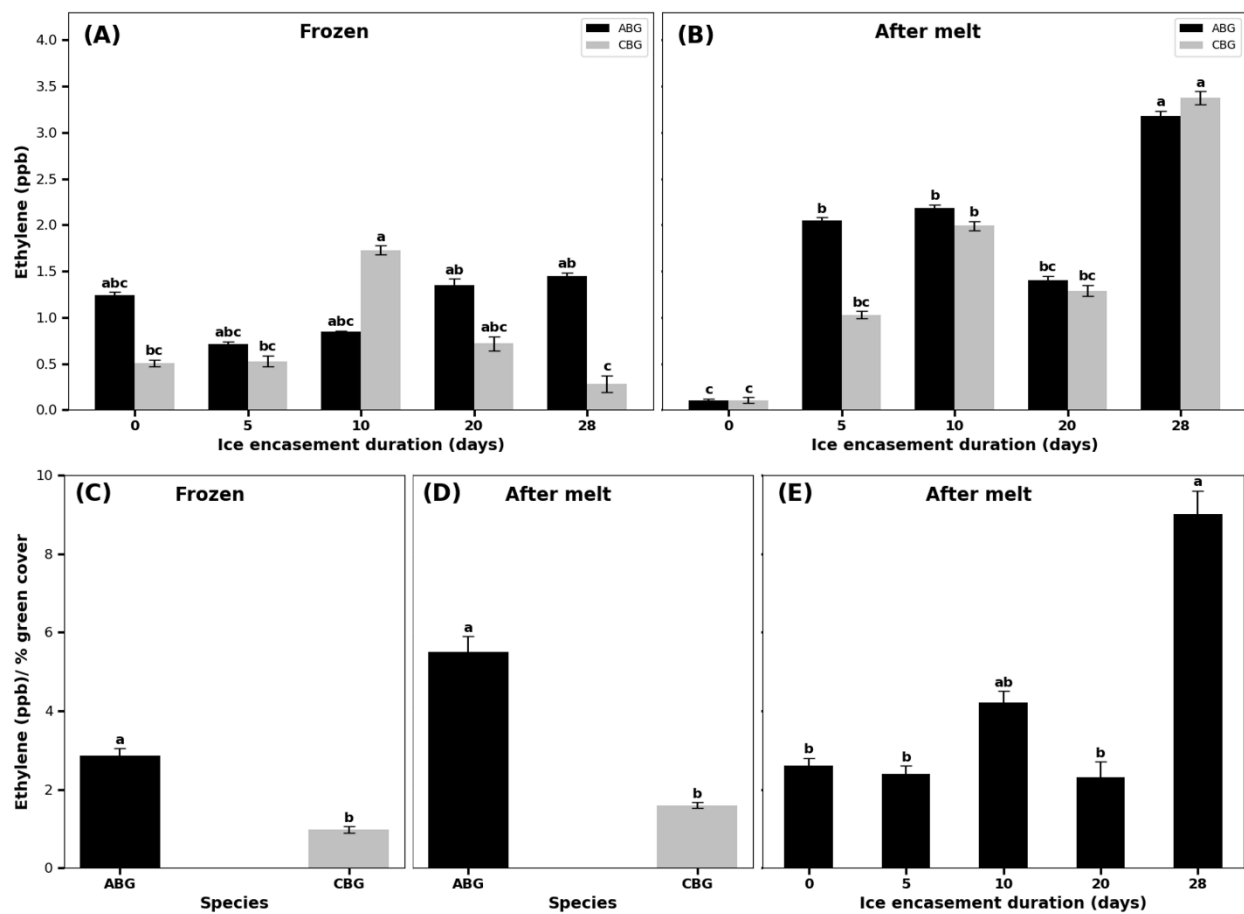 (A) Frozen
ABG
CBG
Ethylene (ppb)
4.0
3.5
3.0
2.5
2.0
1.5
1.0
0.5
0.0
abc bc abc bc abc a ab abc ab c
0 5 10 20 28
Ice encasement duration (days)
(B) After melt
ABG
CBG
c c b bc b b bc bc a a
0 5 10 20 28
Ice encasement duration (days)
(C) Frozen
Ethylene (ppb)/ % green cover
10
8
6
4
2
0
a b
ABG CBG
Species
(D) After melt
a b
ABG CBG
Species
(E) After melt
b b ab b a
0 5 10 20 28
Ice encasement duration (days)